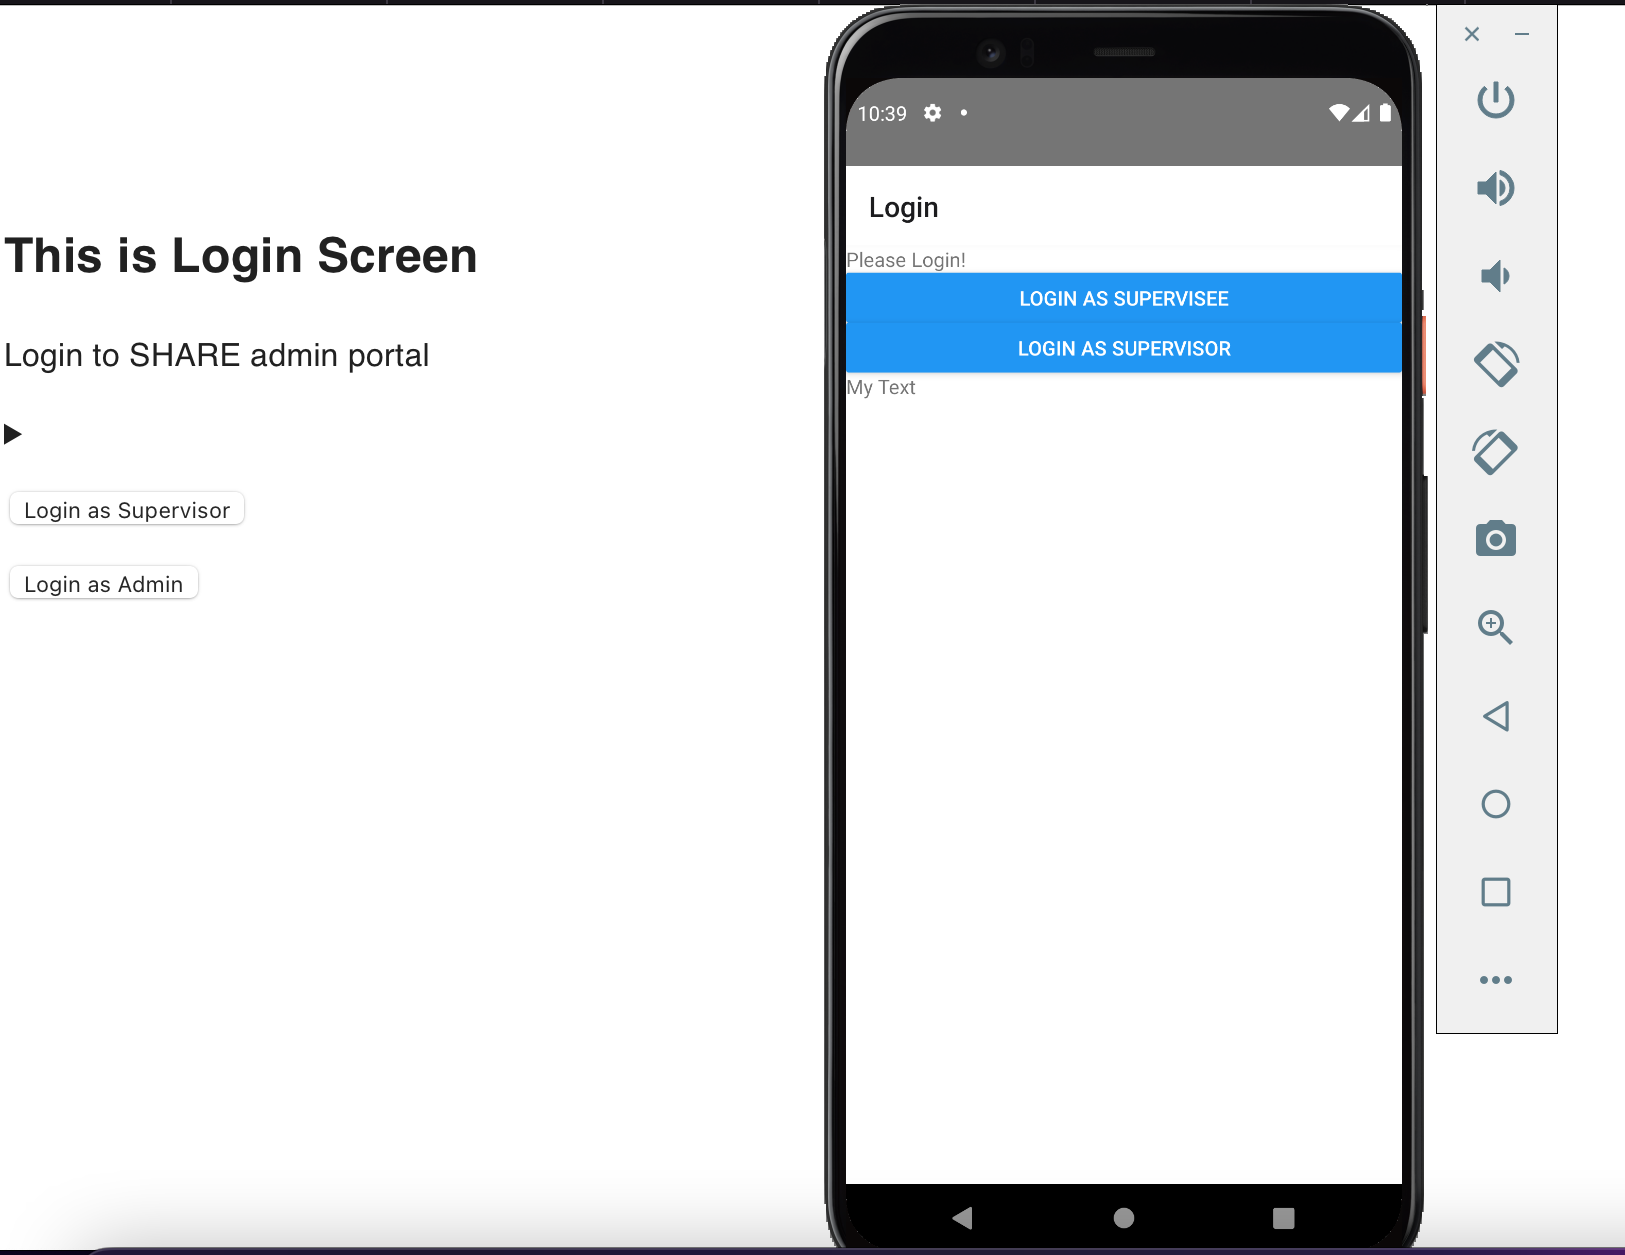 This is Login Screen
Login to SHARE admin portal
Login as Supervisor
Login as Admin
10:39
Login
Please Login!
LOGIN AS SUPERVISEE
LOGIN AS SUPERVISOR
My Text